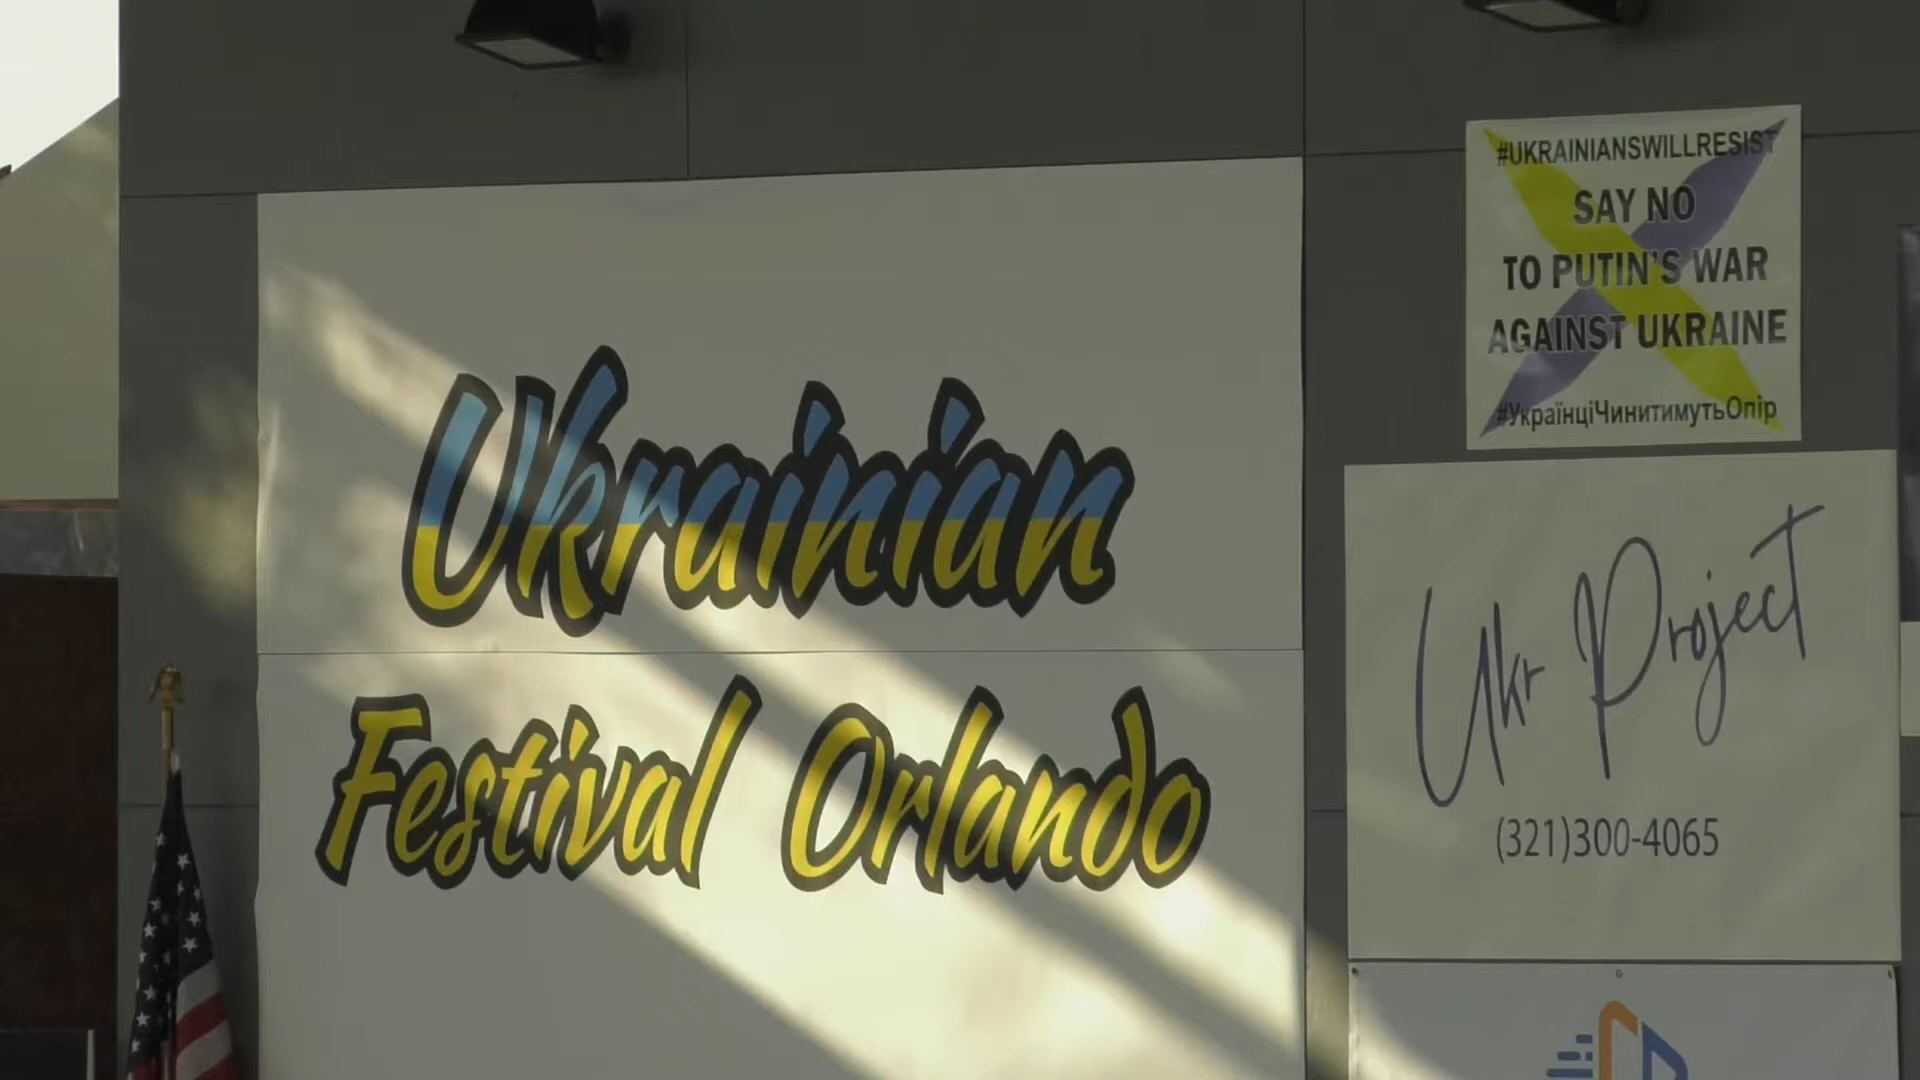 Ukrainian
Festival Orlando
#UKRAINIANSWILLRESIST
SAY NO
TO PUTIN'S WAR
AGAINST UKRAINE
#УкраїнціЧинитимутьОпір
Ukr Project
(321)300-4065